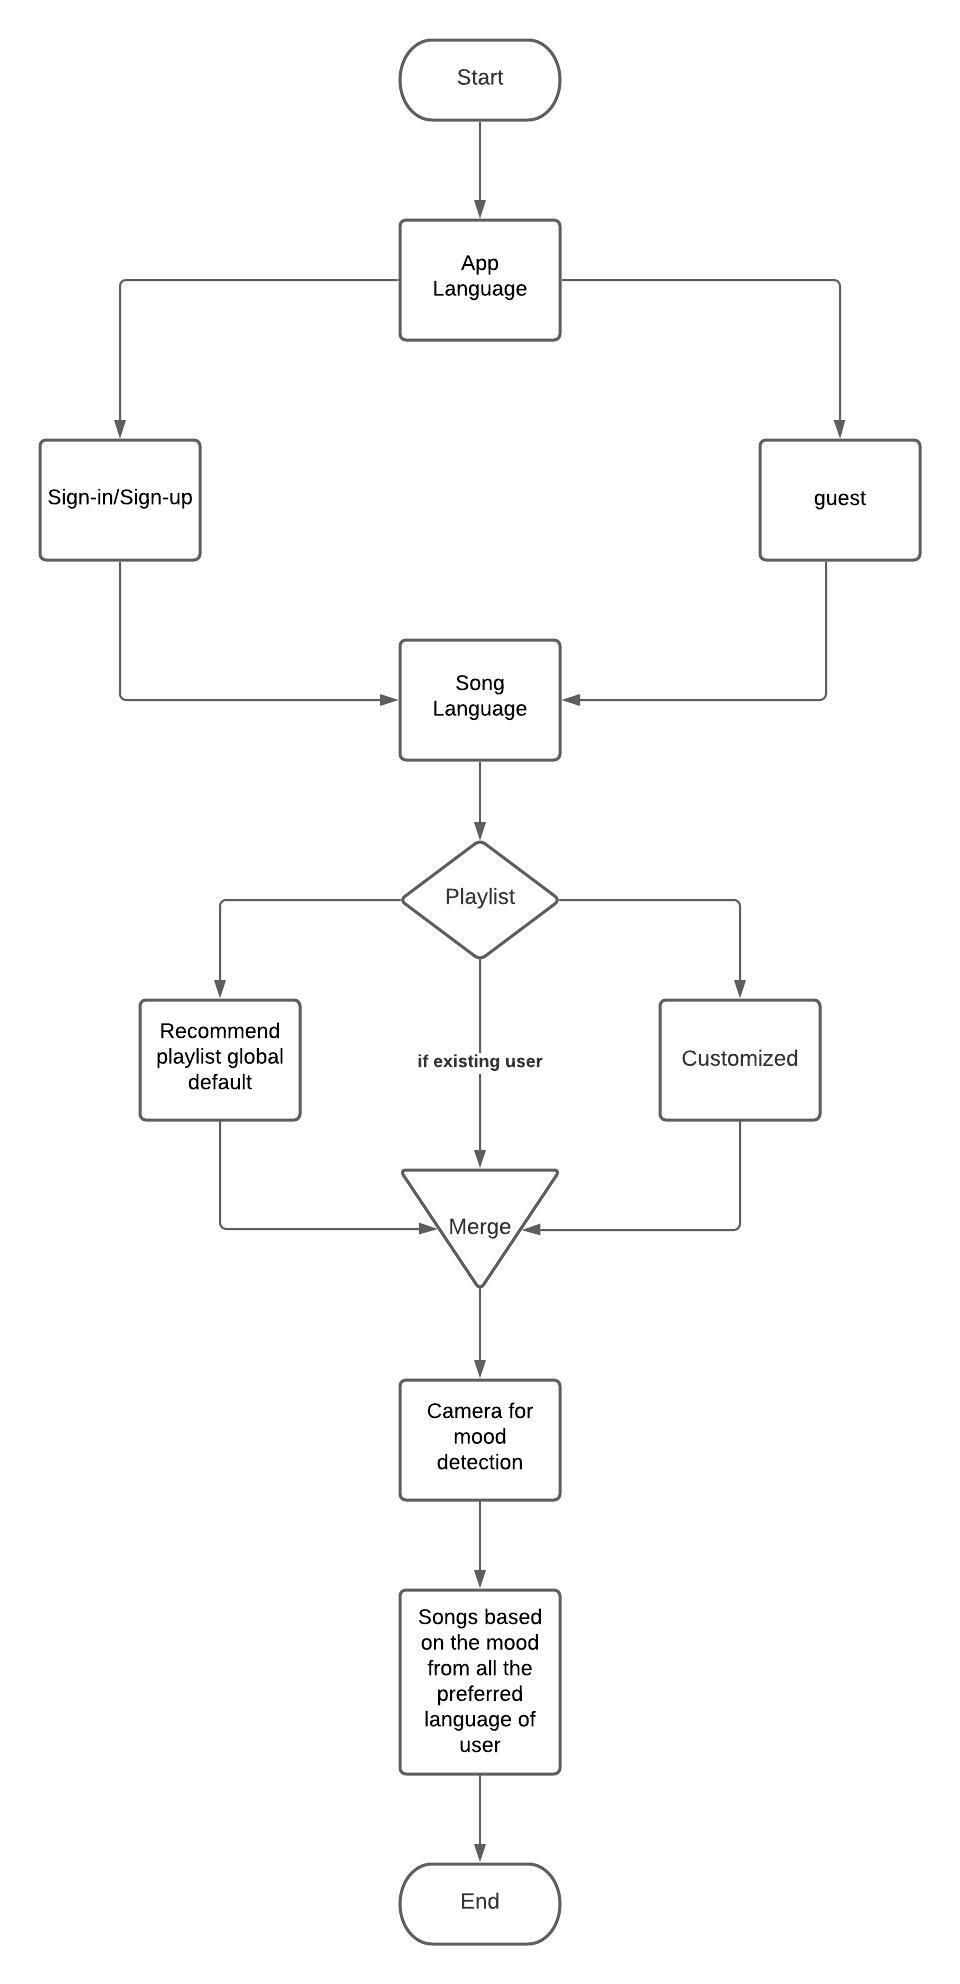 Start
App
Language
Sign-in/Sign-up
guest
Song
Language
Playlist
Recommend
playlist global
default
if existing user
Customized
Merge
Camera for
mood
detection
Songs based
on the mood
from all the
preferred
language of
user
End